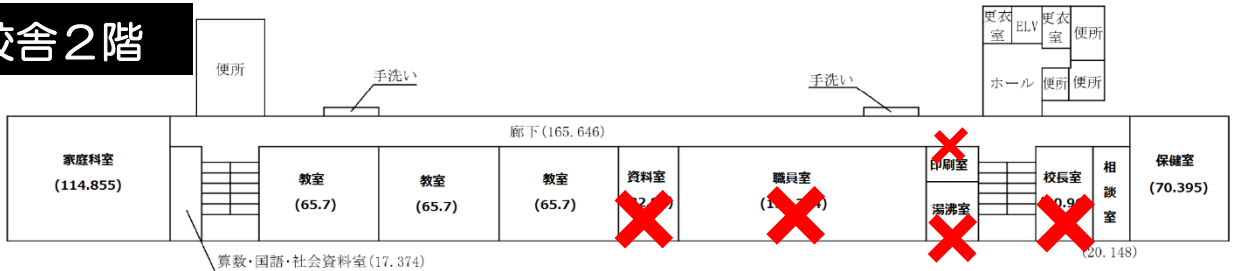 校舎２階
更衣室
ELV
更衣室
便所
便所
手洗い
手洗い
ホール
便所
便所
廊下(165.646)
家庭科室
(114.855)
教室
(65.7)
教室
(65.7)
教室
(65.7)
資料室
職員室
印刷室
湯沸室
校長室
相談室
保健室
(70.395)
(20.148)
算数・国語・社会資料室(17.374)